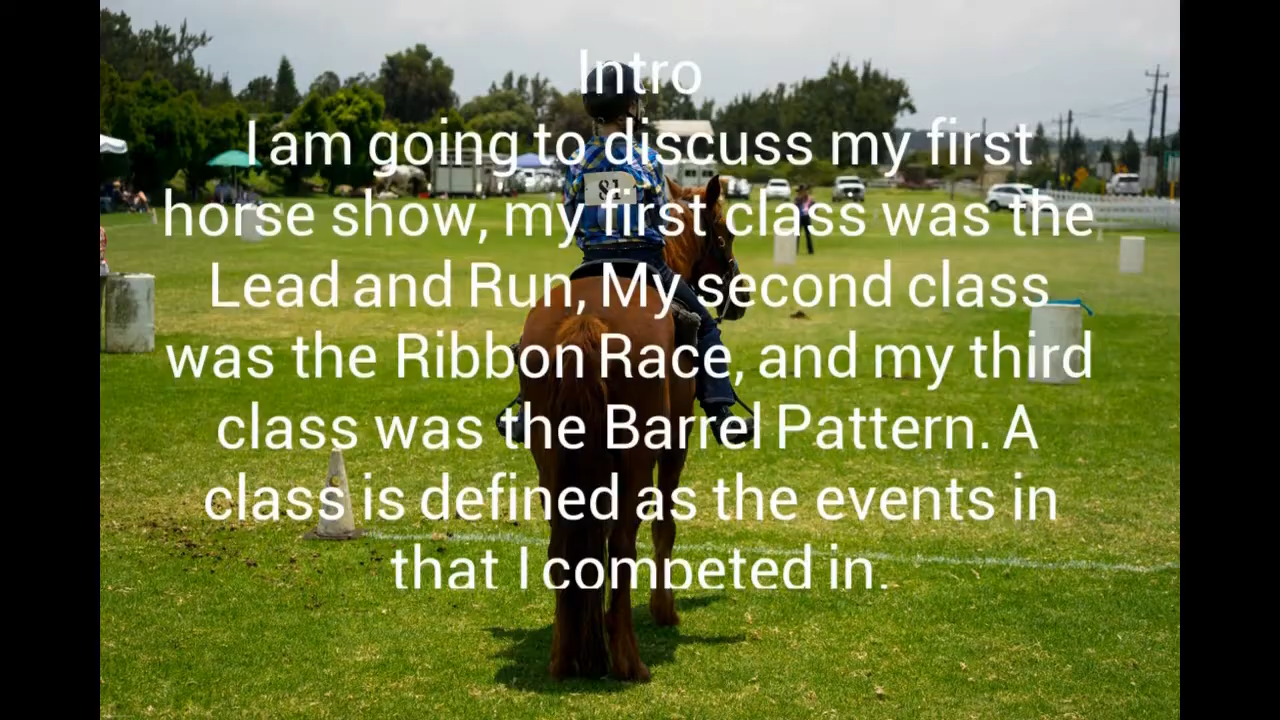 Intro
I am going to discuss my first
horse show, my first class was the
Lead and Run, My second class
was the Ribbon Race, and my third
class was the Barrel Pattern. A
class is defined as the events in
that I competed in.
81